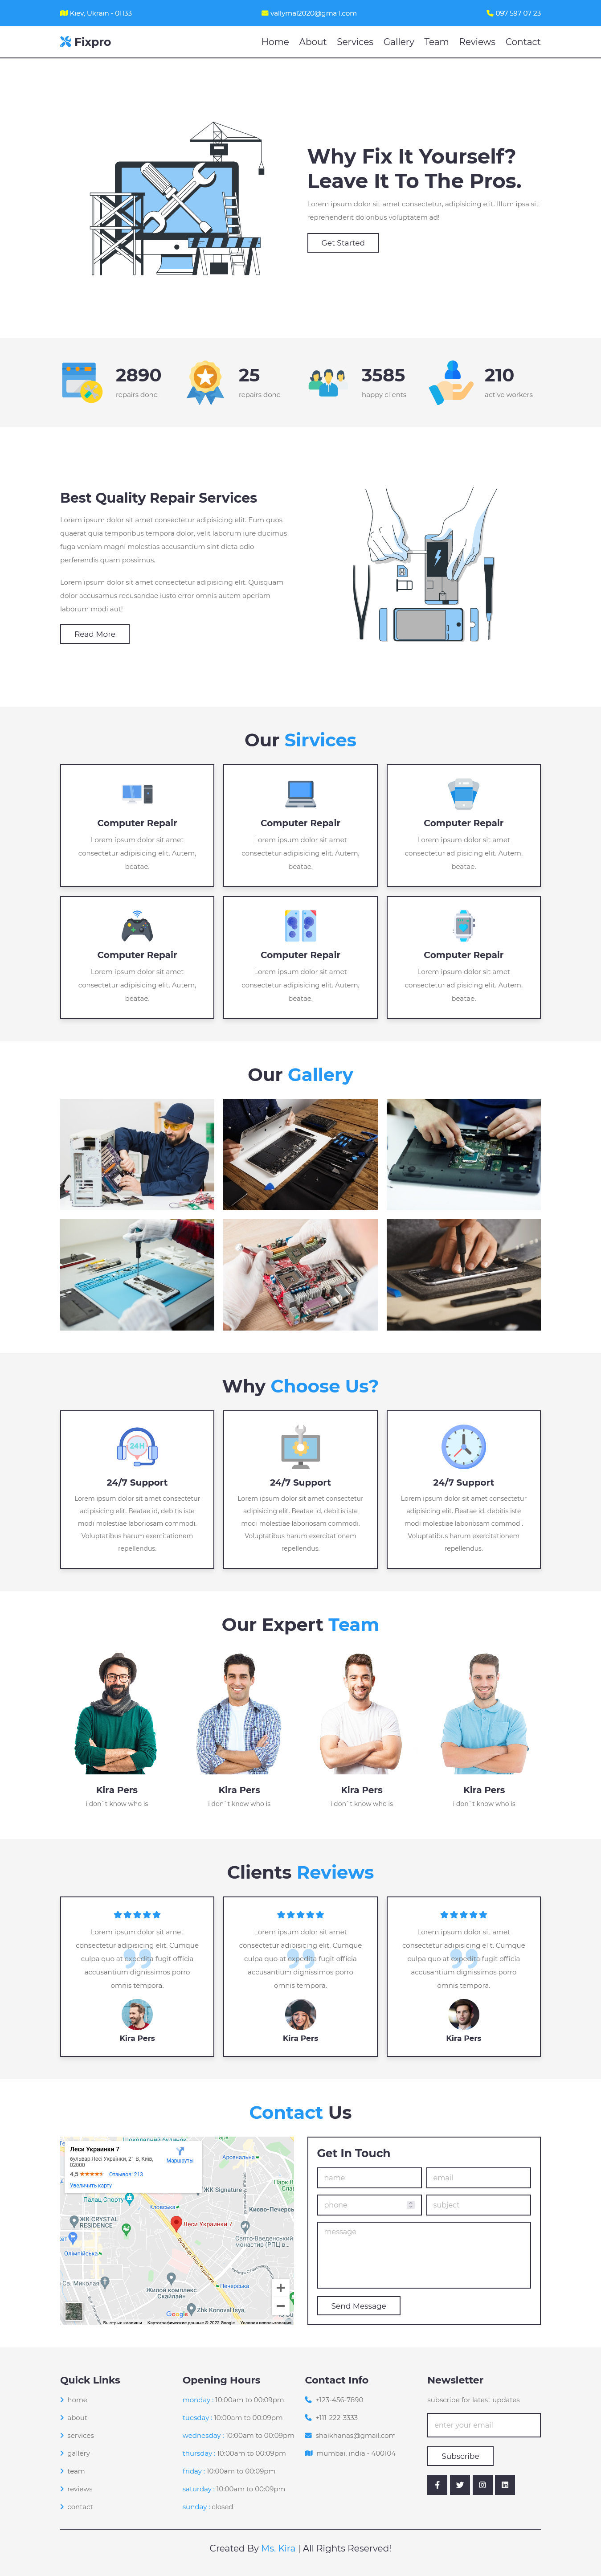 Kiev, Ukrain - 01133
vallymal2020@gmail.com
097 597 07 23
Fixpro
Home About Services Gallery Team Reviews Contact
Why Fix It Yourself?
Leave It To The Pros.
Lorem ipsum dolor sit amet consectetur, adipisicing elit. Illum ipsa sit
reprehenderit doloribus voluptatem ad!
Get Started
2890
repairs done
25
repairs done
3585
happy clients
210
active workers
Best Quality Repair Services
Lorem ipsum dolor sit amet consectetur adipisicing elit. Eum quos
quaerat quia temporibus tempora dolor, velit laborum iure ducimus
fuga veniam magni molestias accusantium sint dicta odio
perferendis quam possimus.
Lorem ipsum dolor sit amet consectetur adipisicing elit. Quisquam
dolor accusamus recusandae iusto error omnis autem aperiam
laborum modi aut!
Read More
Our Sirvices
Computer Repair
Lorem ipsum dolor sit amet
consectetur adipisicing elit. Autem,
beatae.
Computer Repair
Lorem ipsum dolor sit amet
consectetur adipisicing elit. Autem,
beatae.
Computer Repair
Lorem ipsum dolor sit amet
consectetur adipisicing elit. Autem,
beatae.
Computer Repair
Lorem ipsum dolor sit amet
consectetur adipisicing elit. Autem,
beatae.
Computer Repair
Lorem ipsum dolor sit amet
consectetur adipisicing elit. Autem,
beatae.
Computer Repair
Lorem ipsum dolor sit amet
consectetur adipisicing elit. Autem,
beatae.
Our Gallery
Why Choose Us?
24H
24/7 Support
Lorem ipsum dolor sit amet consectetur
adipisicing elit. Beatae id, debitis iste
modi molestiae laboriosam commodi.
Voluptatibus harum exercitationem
repellendus.
24/7 Support
Lorem ipsum dolor sit amet consectetur
adipisicing elit. Beatae id, debitis iste
modi molestiae laboriosam commodi.
Voluptatibus harum exercitationem
repellendus.
24/7 Support
Lorem ipsum dolor sit amet consectetur
adipisicing elit. Beatae id, debitis iste
modi molestiae laboriosam commodi.
Voluptatibus harum exercitationem
repellendus.
Our Expert Team
Kira Pers
i don`t know who is
Kira Pers
i don`t know who is
Kira Pers
i don`t know who is
Kira Pers
i don`t know who is
Clients Reviews
Lorem ipsum dolor sit amet
consectetur adipisicing elit. Cumque
culpa quo at expedita fugit officia
accusantium dignissimos porro
omnis tempora.
Kira Pers
Lorem ipsum dolor sit amet
consectetur adipisicing elit. Cumque
culpa quo at expedita fugit officia
accusantium dignissimos porro
omnis tempora.
Kira Pers
Lorem ipsum dolor sit amet
consectetur adipisicing elit. Cumque
culpa quo at expedita fugit officia
accusantium dignissimos porro
omnis tempora.
Kira Pers
Contact Us
Леси Украинки 7
бульвар Лесі Українки, 21 В, Київ,
02000
Маршруты
4,5
Отзывов: 213
Увеличить карту
Арсенальна
ЖК Signature
Палац Спорту
Кловська
Києво-Печерсь
ЖК CRYSTAL
RESIDENCE
Леси Украинки 7
Свято-Введенський
монастир (РПЦ в...
Олімпійська
бульвар Лесі Українки
Св. Миколая
Печерська
Жилой комплекс
Скайлайн
Google
Zhk Konoval'tsya,
Быстрые клавиши
Картографические данные © 2022 Google
Условия использования
Get In Touch
name
email
phone
subject
message
Send Message
Quick Links
home
about
services
gallery
team
reviews
contact
Opening Hours
monday : 10:00am to 00:09pm
tuesday : 10:00am to 00:09pm
wednesday : 10:00am to 00:09pm
thursday : 10:00am to 00:09pm
friday : 10:00am to 00:09pm
saturday : 10:00am to 00:09pm
sunday : closed
Contact Info
+123-456-7890
+111-222-3333
shaikhanas@gmail.com
mumbai, india - 400104
Newsletter
subscribe for latest updates
enter your email
Subscribe
Created By Ms. Kira | All Rights Reserved!